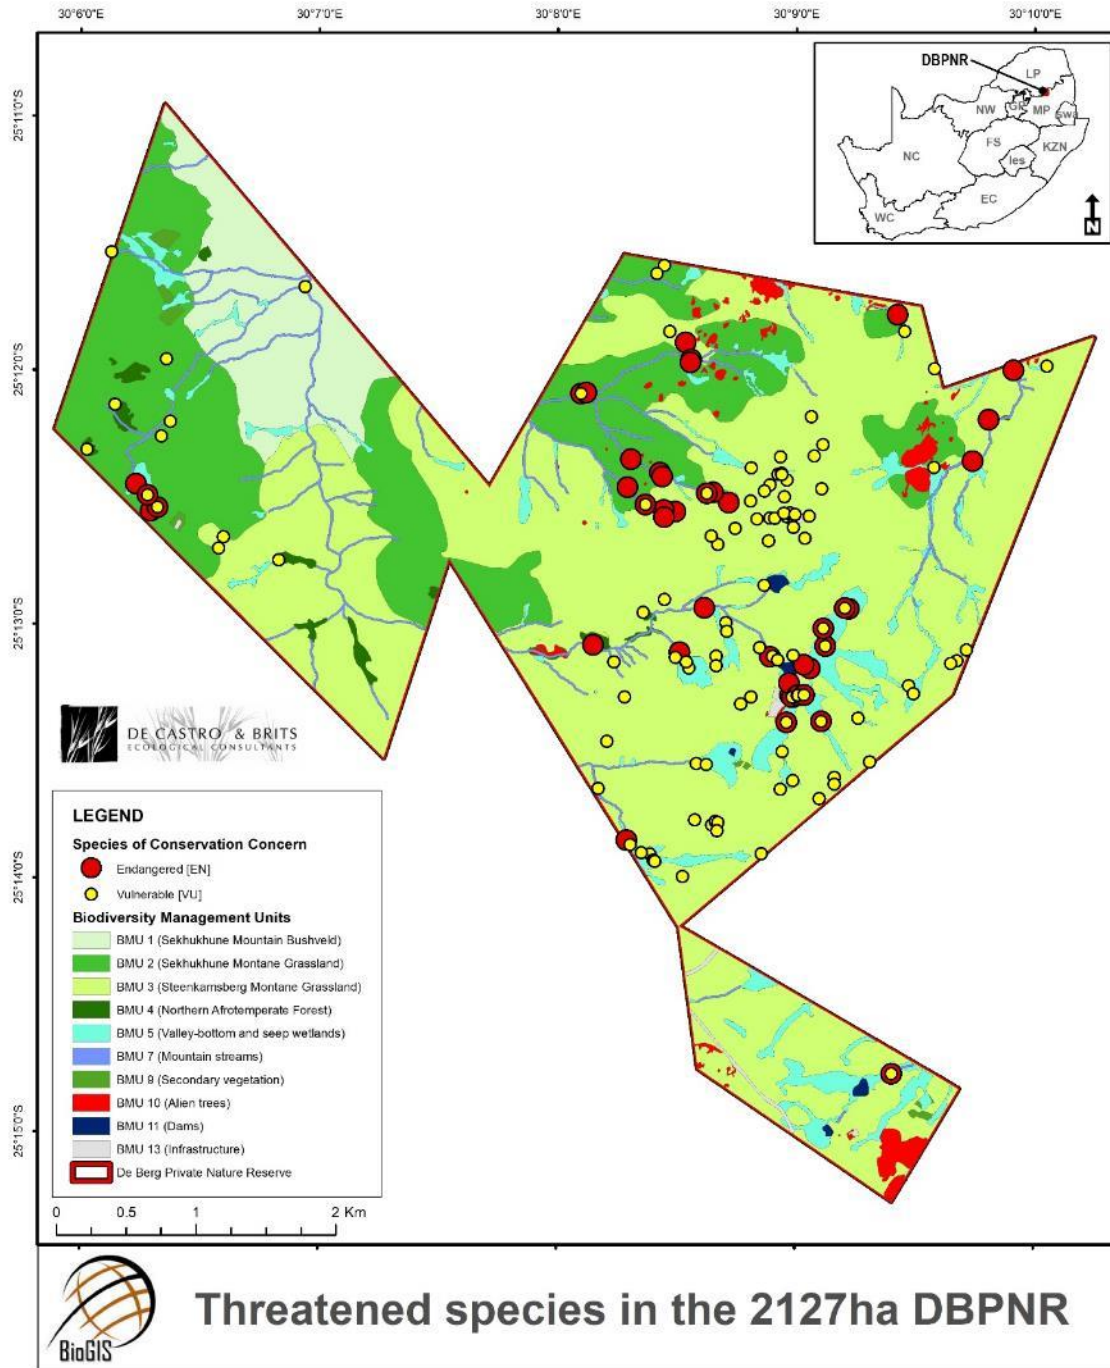 30°6'0"E 30°7'0"E 30°8'0"E 30°9'0"E 30°10'0"E
25°11'0"S
25°12'0"S
25°13'0"S
25°14'0"S
25°15'0"S
DBPNR
LP
NW
GP
MP
swa
FS
KZN
NC
les
EC
WC
N
DE CASTRO & BRITS
ECOLOGICAL CONSULTANTS
LEGEND
Species of Conservation Concern
Endangered [EN]
Vulnerable [VU]
Biodiversity Management Units
BMU 1 (Sekhukhune Mountain Bushveld)
BMU 2 (Sekhukhune Montane Grassland)
BMU 3 (Steenkamsberg Montane Grassland)
BMU 4 (Northern Afrotemperate Forest)
BMU 5 (Valley-bottom and seep wetlands)
BMU 7 (Mountain streams)
BMU 9 (Secondary vegetation)
BMU 10 (Alien trees)
BMU 11 (Dams)
BMU 13 (Infrastructure)
De Berg Private Nature Reserve
0 0.5 1 2 Km
BioGIS
Threatened species in the 2127ha DBPNR